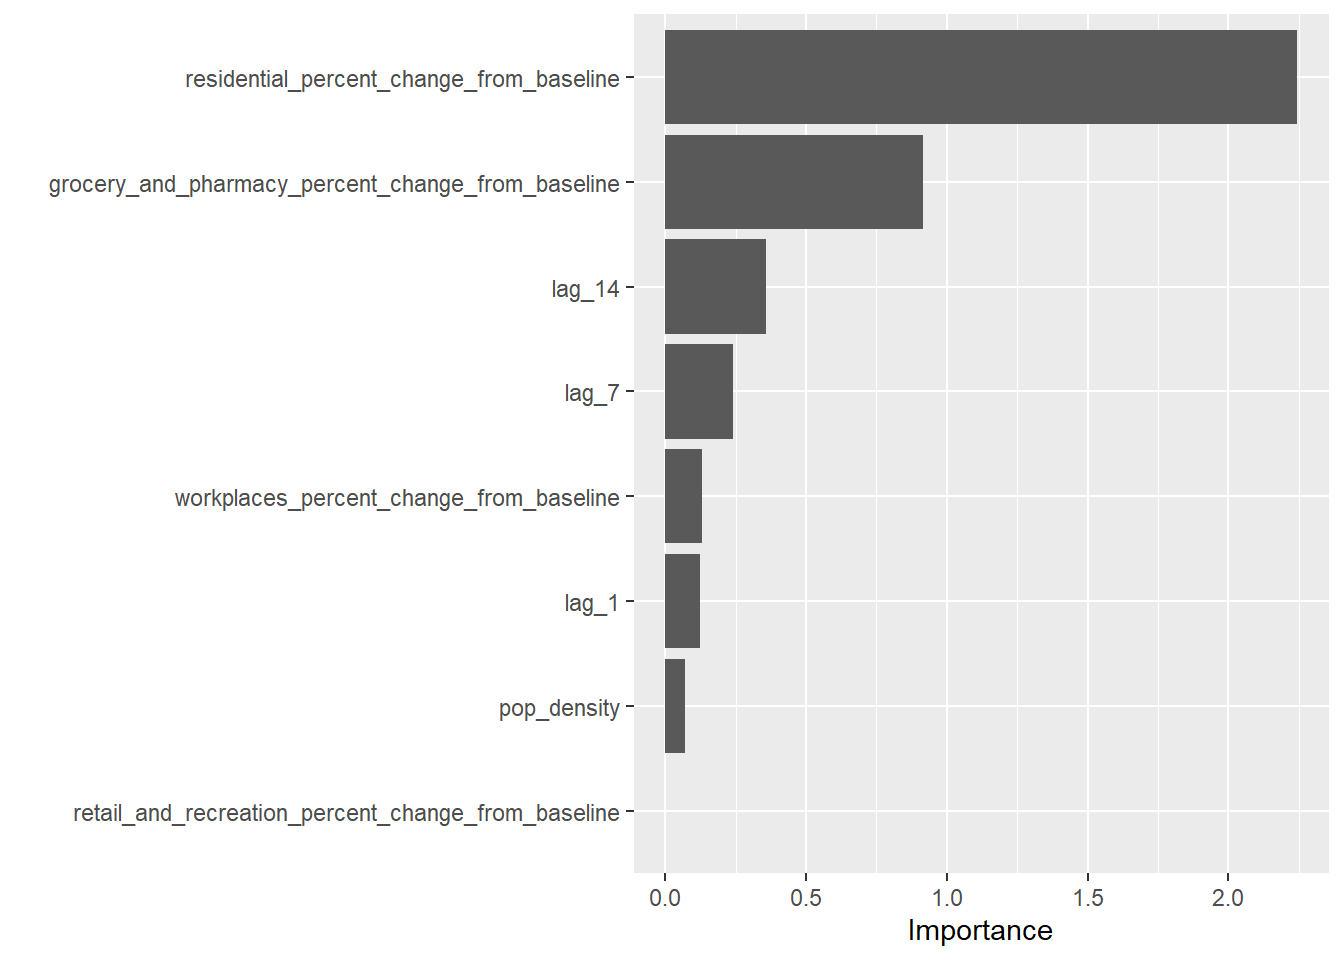 residential_percent_change_from_baseline
grocery_and_pharmacy_percent_change_from_baseline
lag_14
lag_7
workplaces_percent_change_from_baseline
lag_1
pop_density
retail_and_recreation_percent_change_from_baseline
0.0 0.5 1.0 1.5 2.0
Importance